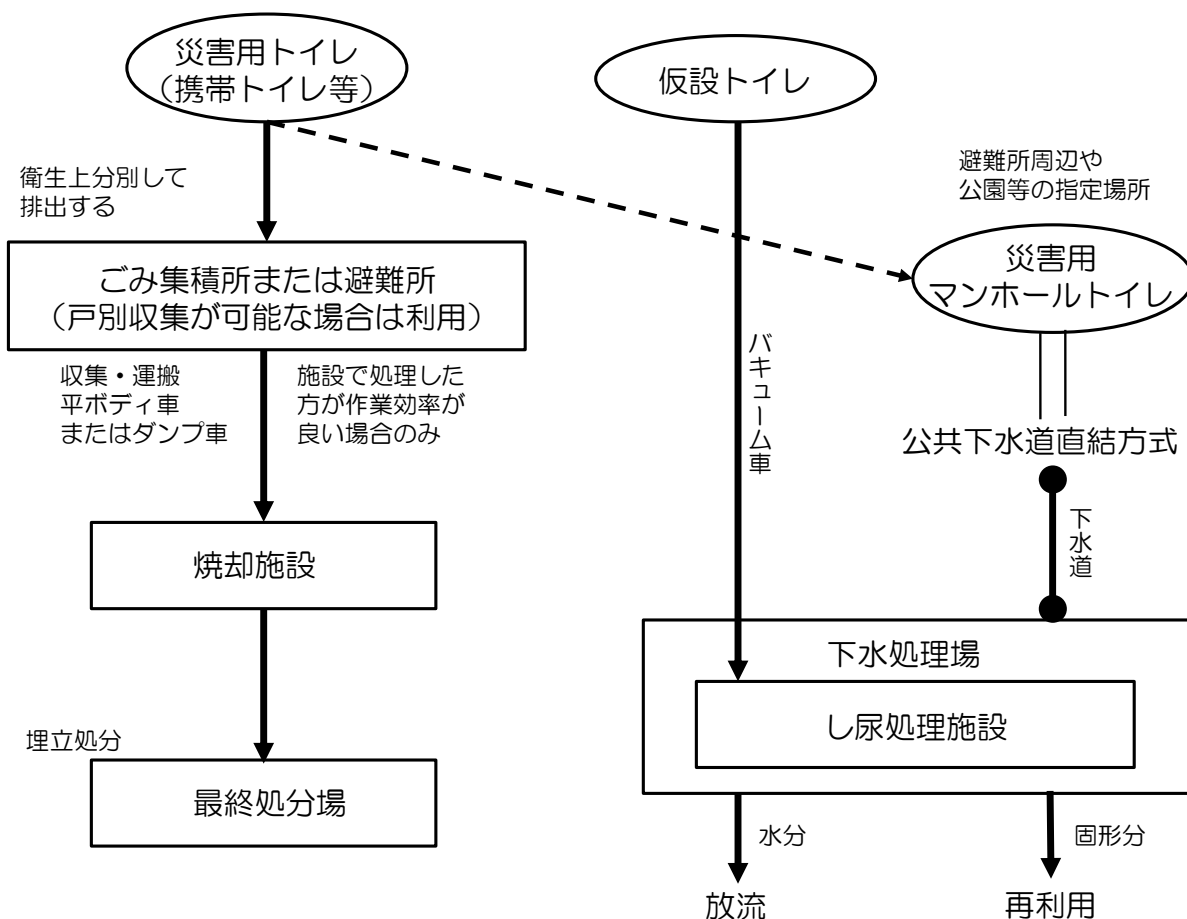 災害用トイレ
(携帯トイレ等)
仮設トイレ
衛生上分別して
排出する
避難所周辺や
公園等の指定場所
ごみ集積所または避難所
(戸別収集が可能な場合は利用)
災害用
マンホールトイレ
収集・運搬
平ボディ車
またはダンプ車
施設で処理した
方が作業効率が
良い場合のみ
バキューム車
公共下水道直結方式
下水道
焼却施設
下水処理場
し尿処理施設
埋立処分
最終処分場
水分
固形分
放流
再利用